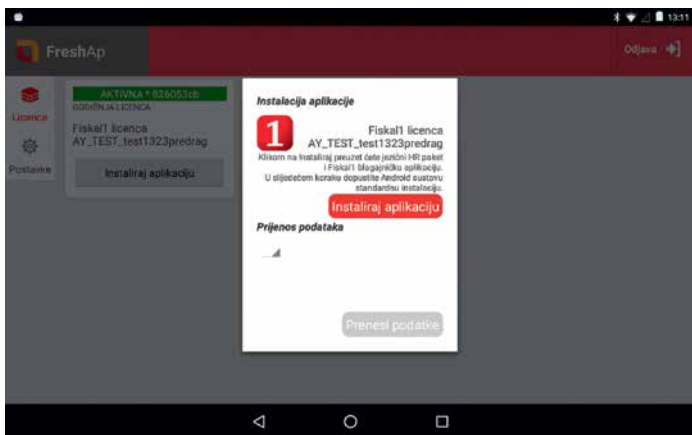 13:11
FreshAp
Odjava
Licence
Postavke
AKTIVNA * 826053cb
GODIŠNJA LICENCA
Fiskal1 licenca
AY_TEST_test1323predrag
Instaliraj aplikaciju
Instalacija aplikacije
1
Fiskal1 licenca
AY_TEST_test1323predrag
Klikom na Instaliraj preuzet ćete jezični HR paket
i Fiskal1 blagajničku aplikaciju.
U slijedećem koraku dopustite Android sustavu
standardnu instalaciju.
Instaliraj aplikaciju
Prijenos podataka
Prenesi podatke